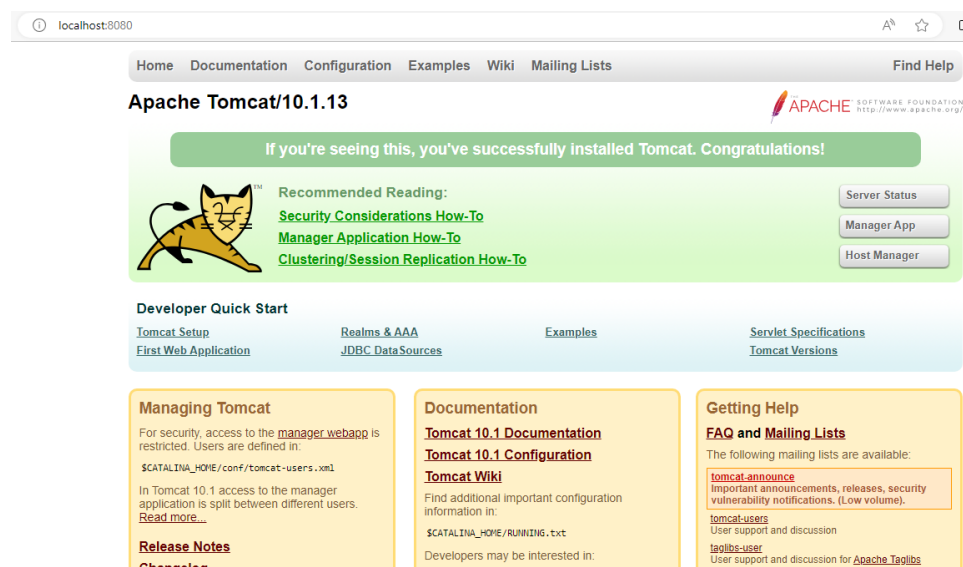 localhost:8080
Home Documentation Configuration Examples Wiki Mailing Lists Find Help
Apache Tomcat/10.1.13
THE
APACHE SOFTWARE FOUNDATION
http://www.apache.org/
If you're seeing this, you've successfully installed Tomcat. Congratulations!
TM
Recommended Reading:
Security Considerations How-To
Manager Application How-To
Clustering/Session Replication How-To
Server Status
Manager App
Host Manager
Developer Quick Start
Tomcat Setup
First Web Application
Realms & AAA
JDBC DataSources
Examples
Servlet Specifications
Tomcat Versions
Managing Tomcat
For security, access to the manager webapp is
restricted. Users are defined in:
$CATALINA_HOME/conf/tomcat-users.xml
In Tomcat 10.1 access to the manager
application is split between different users.
Read more...
Release Notes
Changelog
Documentation
Tomcat 10.1 Documentation
Tomcat 10.1 Configuration
Tomcat Wiki
Find additional important configuration
information in:
$CATALINA_HOME/RUNNING.txt
Developers may be interested in:
Getting Help
FAQ and Mailing Lists
The following mailing lists are available:
tomcat-announce
Important announcements, releases, security
vulnerability notifications. (Low volume).
tomcat-users
User support and discussion
taglibs-user
User support and discussion for Apache Taglibs